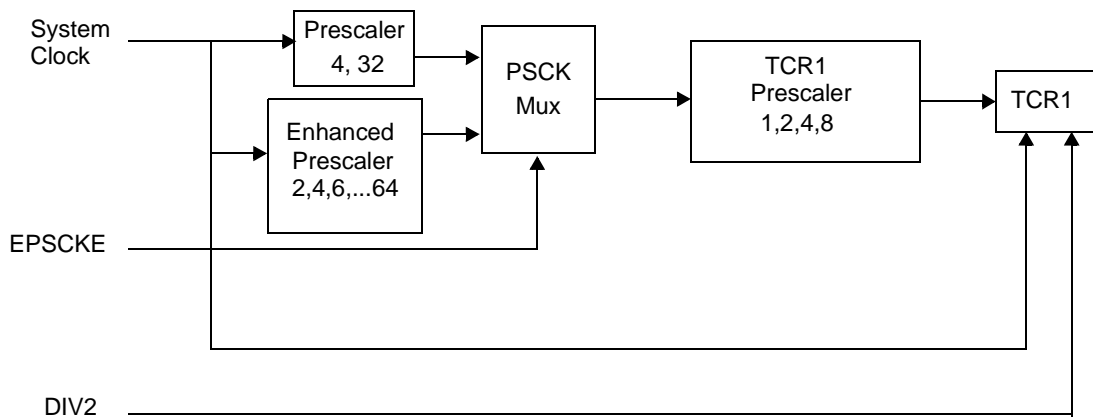 System
Clock
Prescaler
4, 32
PSCK
Mux
TCR1
Prescaler
1,2,4,8
TCR1
Enhanced
Prescaler
2,4,6,...64
EPSCKE
DIV2